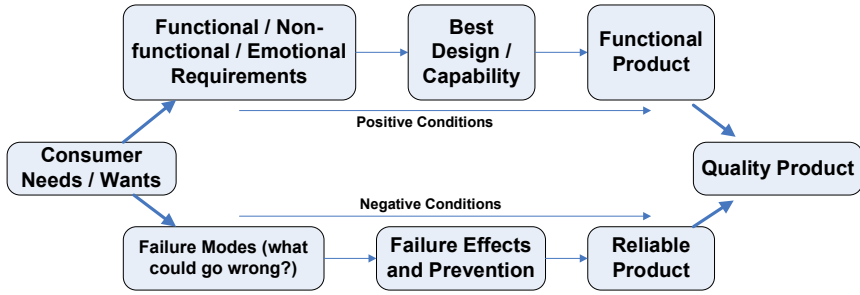 Functional / Non-
functional / Emotional
Requirements
Best
Design /
Capability
Functional
Product
Positive Conditions
Consumer
Needs / Wants
Quality Product
Negative Conditions
Failure Modes (what
could go wrong?)
Failure Effects
and Prevention
Reliable
Product